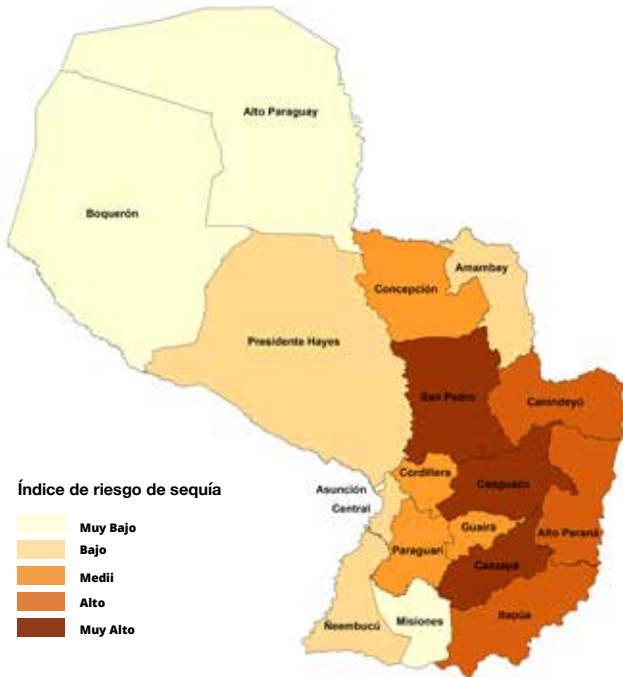 Alto Paraguay
Boquerón
Amambay
Concepción
Presidente Hayes
San Pedro
Canindeyú
Cordillera
Caaguazú
Asunción
Central
Guaira
Alto Paraná
Paraguarí
Caazapá
Itapúa
Misiones
Ñeembucú
Índice de riesgo de sequía
Muy Bajo
Bajo
Medii
Alto
Muy Alto